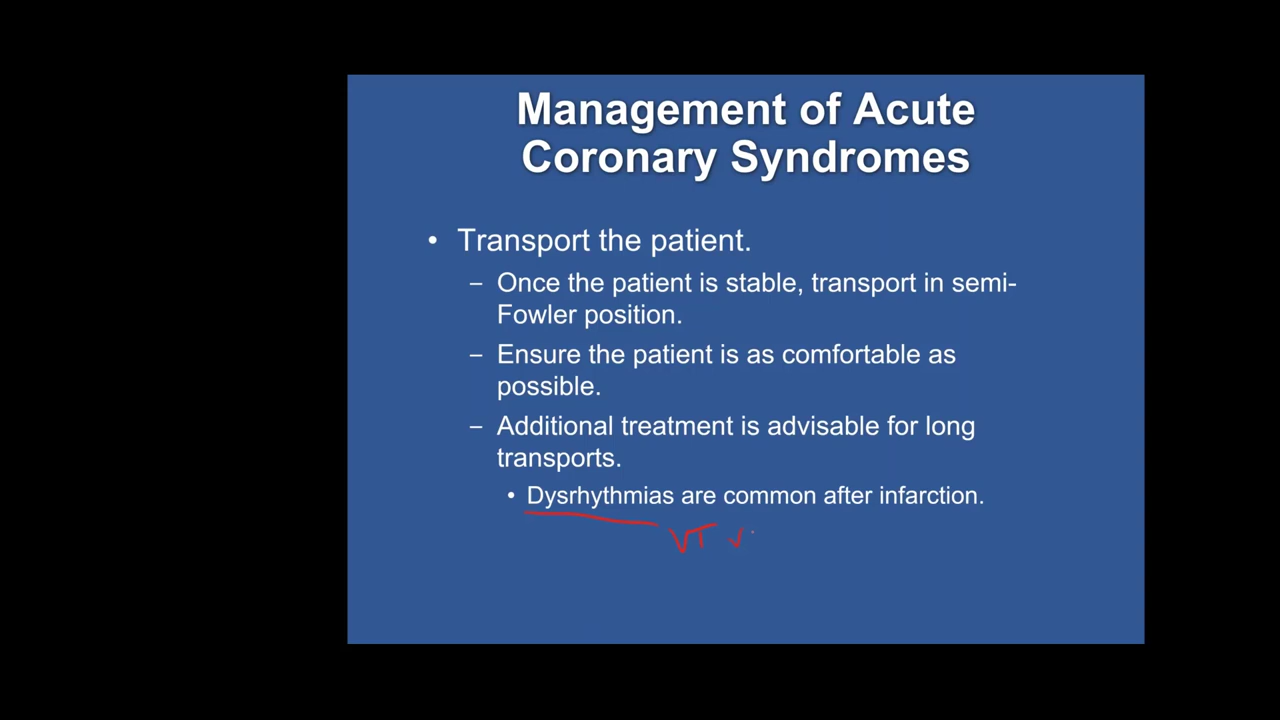 Management of Acute
Coronary Syndromes
• Transport the patient.
– Once the patient is stable, transport in semi-
Fowler position.
– Ensure the patient is as comfortable as
possible.
– Additional treatment is advisable for long
transports.
• Dysrhythmias are common after infarction.
VT V